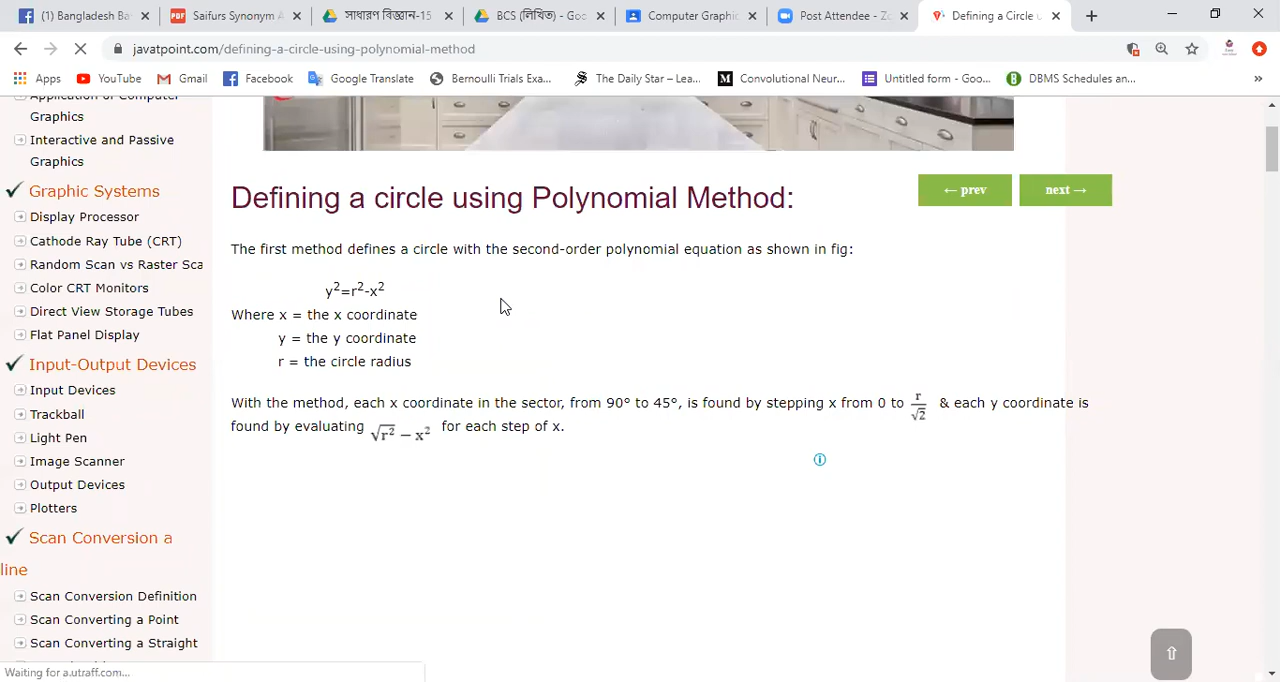 (1) Bangladesh Ba
Saifurs Synonym A
সাধারণ বিজ্ঞান-15
BCS (লিখিত) - Goo
Computer Graphic
Post Attendee - Zo
Defining a Circle u
javatpoint.com/defining-a-circle-using-polynomial-method
Apps
YouTube
Gmail
Facebook
Google Translate
Bernoulli Trials Exa...
The Daily Star – Lea...
Convolutional Neur...
Untitled form - Goo...
DBMS Schedules an...
»
Application of Computer
Graphics
Interactive and Passive
Graphics
Graphic Systems
Display Processor
Cathode Ray Tube (CRT)
Random Scan vs Raster Sca
Color CRT Monitors
Direct View Storage Tubes
Flat Panel Display
Input-Output Devices
Input Devices
Trackball
Light Pen
Image Scanner
Output Devices
Plotters
Scan Conversion a
line
Scan Conversion Definition
Scan Converting a Point
Scan Converting a Straight
← prev
next →
Defining a circle using Polynomial Method:
The first method defines a circle with the second-order polynomial equation as shown in fig:
y²=r²-x²
Where x = the x coordinate
y = the y coordinate
r = the circle radius
With the method, each x coordinate in the sector, from 90° to 45°, is found by stepping x from 0 to r/√2 & each y coordinate is
found by evaluating √r² − x² for each step of x.
Waiting for a.utraff.com...